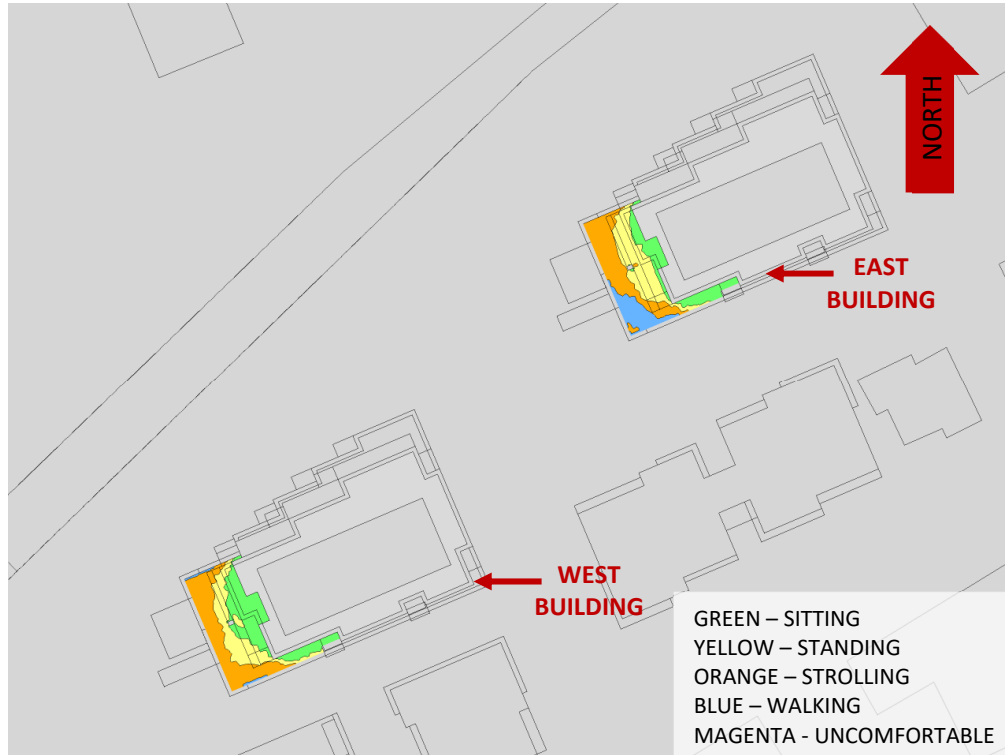 NORTH
EAST
BUILDING
WEST
BUILDING
GREEN – SITTING
YELLOW – STANDING
ORANGE – STROLLING
BLUE – WALKING
MAGENTA - UNCOMFORTABLE